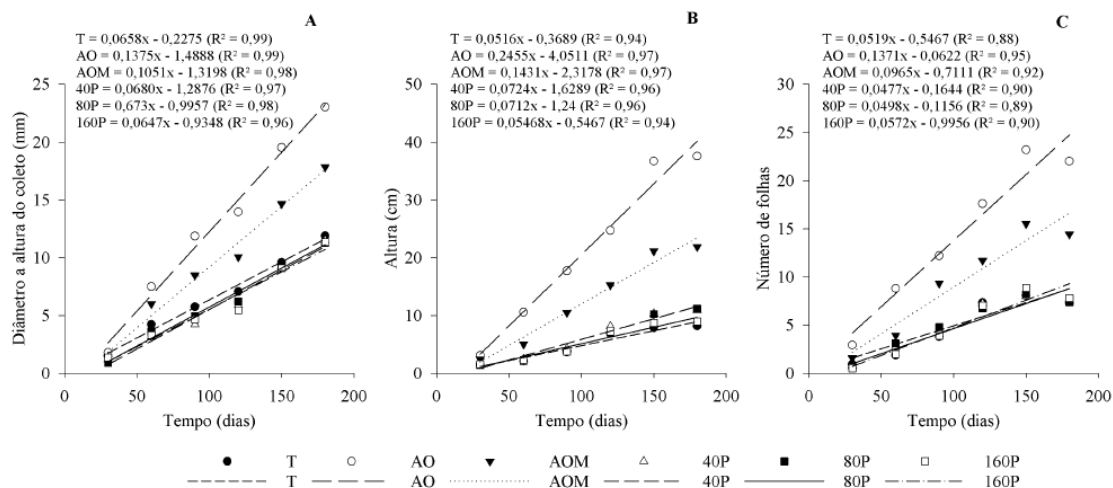 A
T = 0,0658x - 0,2275 (R² = 0,99)
AO = 0,1375x - 1,4888 (R² = 0,99)
AOM = 0,1051x - 1,3198 (R² = 0,98)
40P = 0,0680x - 1,2876 (R² = 0,97)
80P = 0,673x - 0,9957 (R² = 0,98)
160P = 0,0647x - 0,9348 (R² = 0,96)
25
20
15
10
5
0
Diâmetro a altura do coleto (mm)
0 50 100 150 200
Tempo (dias)
B
T = 0,0516x - 0,3689 (R² = 0,94)
AO = 0,2455x - 4,0511 (R² = 0,97)
AOM = 0,1431x - 2,3178 (R² = 0,97)
40P = 0,0724x - 1,6289 (R² = 0,96)
80P = 0,0712x - 1,24 (R² = 0,96)
160P = 0,05468x - 0,5467 (R² = 0,94)
50
40
30
20
10
0
Altura (cm)
0 50 100 150 200
Tempo (dias)
C
T = 0,0519x - 0,5467 (R² = 0,88)
AO = 0,1371x - 0,0622 (R² = 0,95)
AOM = 0,0965x - 0,7111 (R² = 0,92)
40P = 0,0477x - 0,1644 (R² = 0,90)
80P = 0,0498x - 0,1156 (R² = 0,89)
160P = 0,0572x - 0,9956 (R² = 0,90)
30
25
20
15
10
5
0
Número de folhas
0 50 100 150 200
Tempo (dias)
T AO AOM 40P 80P 160P
T AO AOM 40P 80P 160P